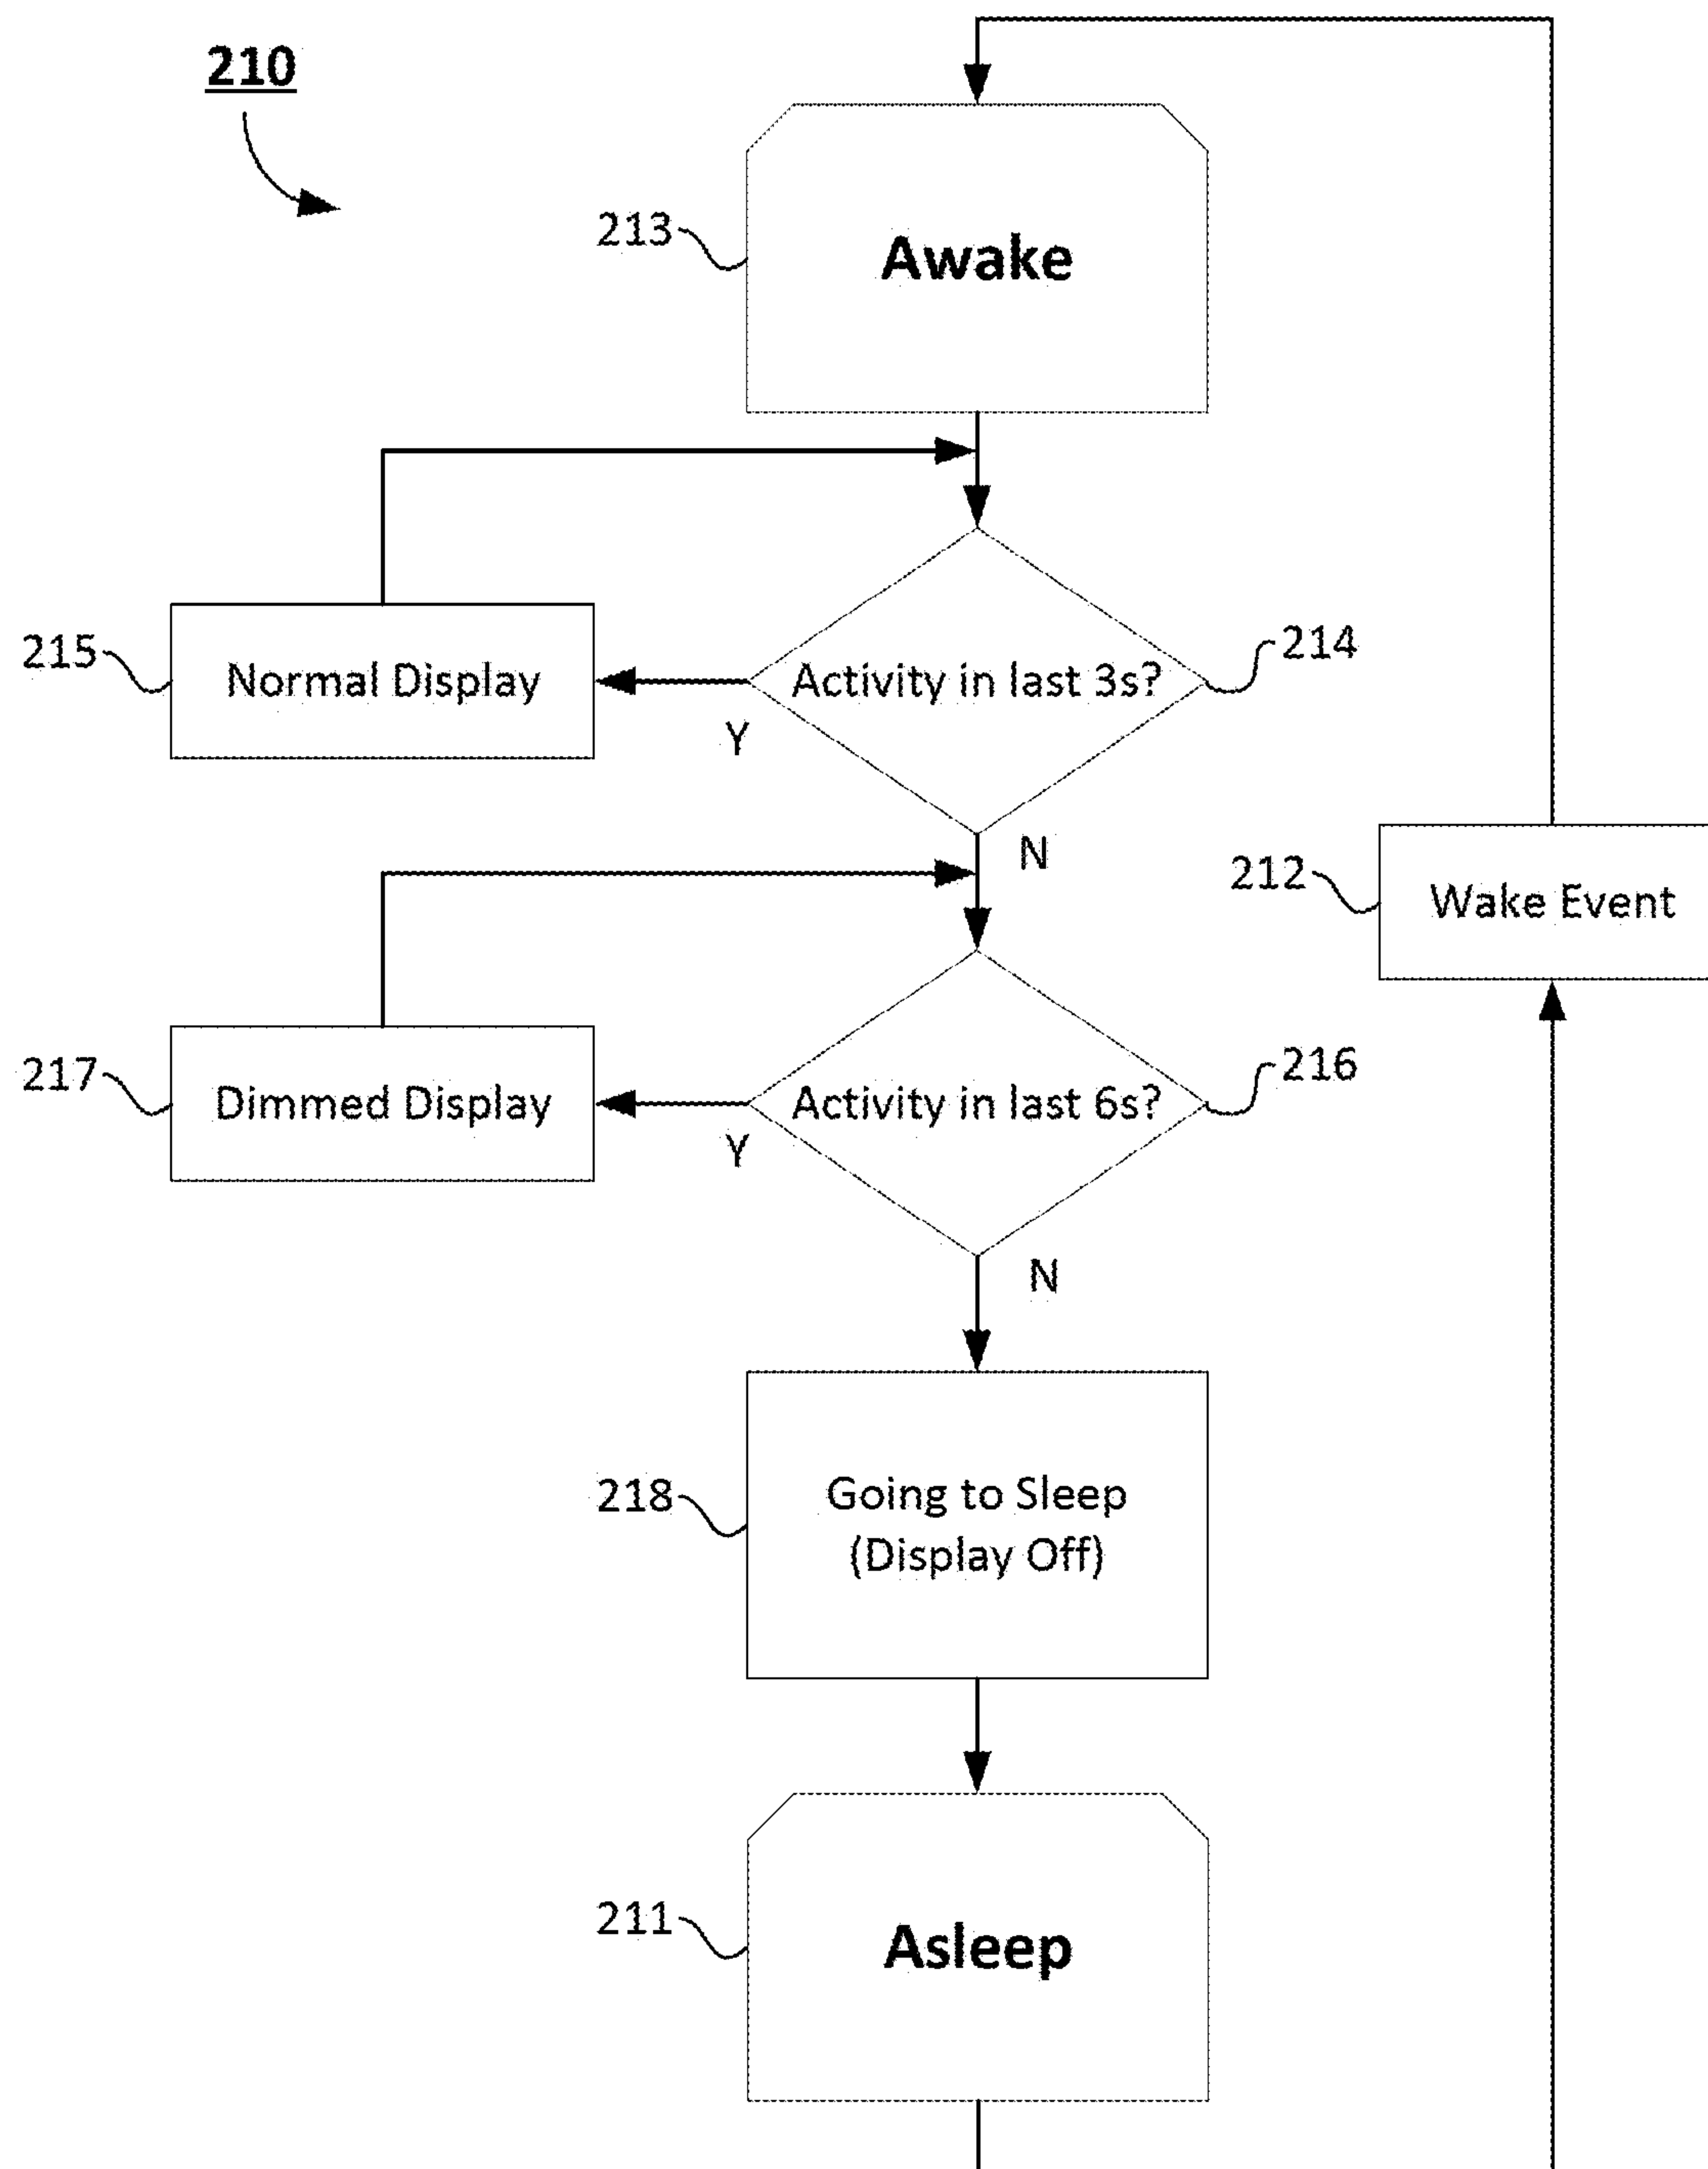 210
213
Awake
215
Normal Display
Activity in last 3s?
214
Y
N
212
Wake Event
217
Dimmed Display
Activity in last 6s?
216
Y
N
218
Going to Sleep
(Display Off)
211
Asleep